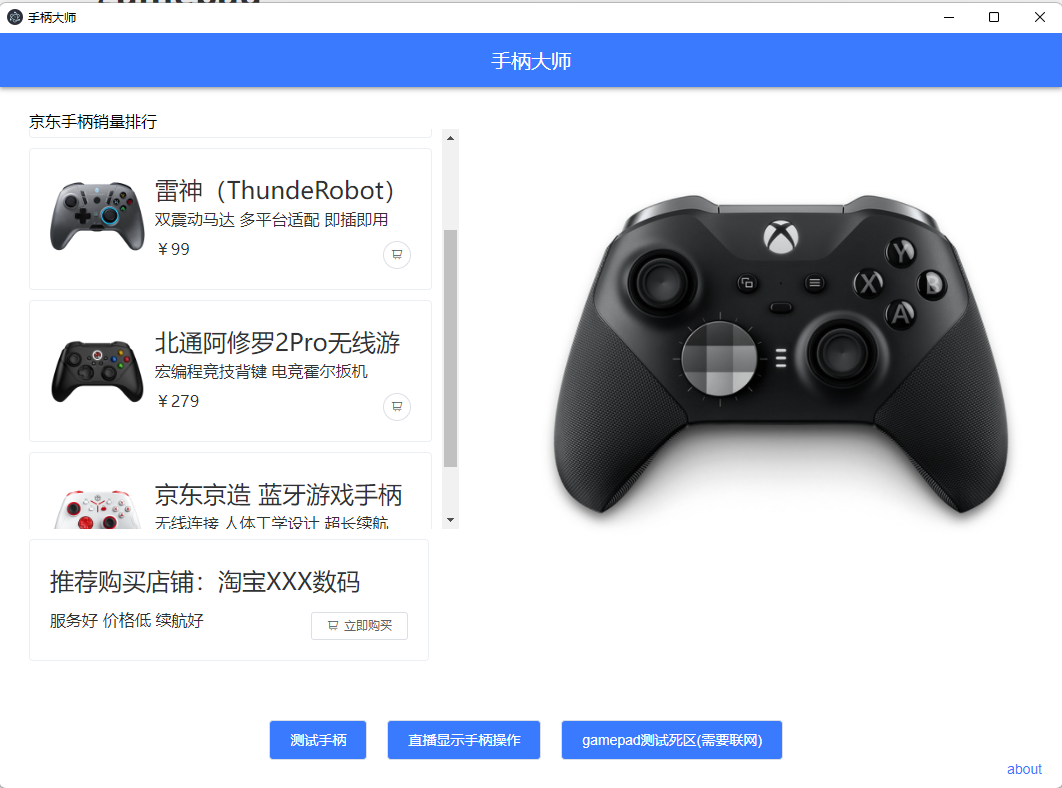 手柄大师
手柄大师
京东手柄销量排行
雷神（ThundeRobot）
双震动马达 多平台适配 即插即用
￥99
北通阿修罗2Pro无线游
宏编程竞技背键 电竞霍尔扳机
￥279
京东京造 蓝牙游戏手柄
无线连接 人体工学设计 超长续航
推荐购买店铺：淘宝XXX数码
服务好 价格低 续航好
立即购买
Y
X
B
A
测试手柄
直播显示手柄操作
gamepad测试死区(需要联网)
about